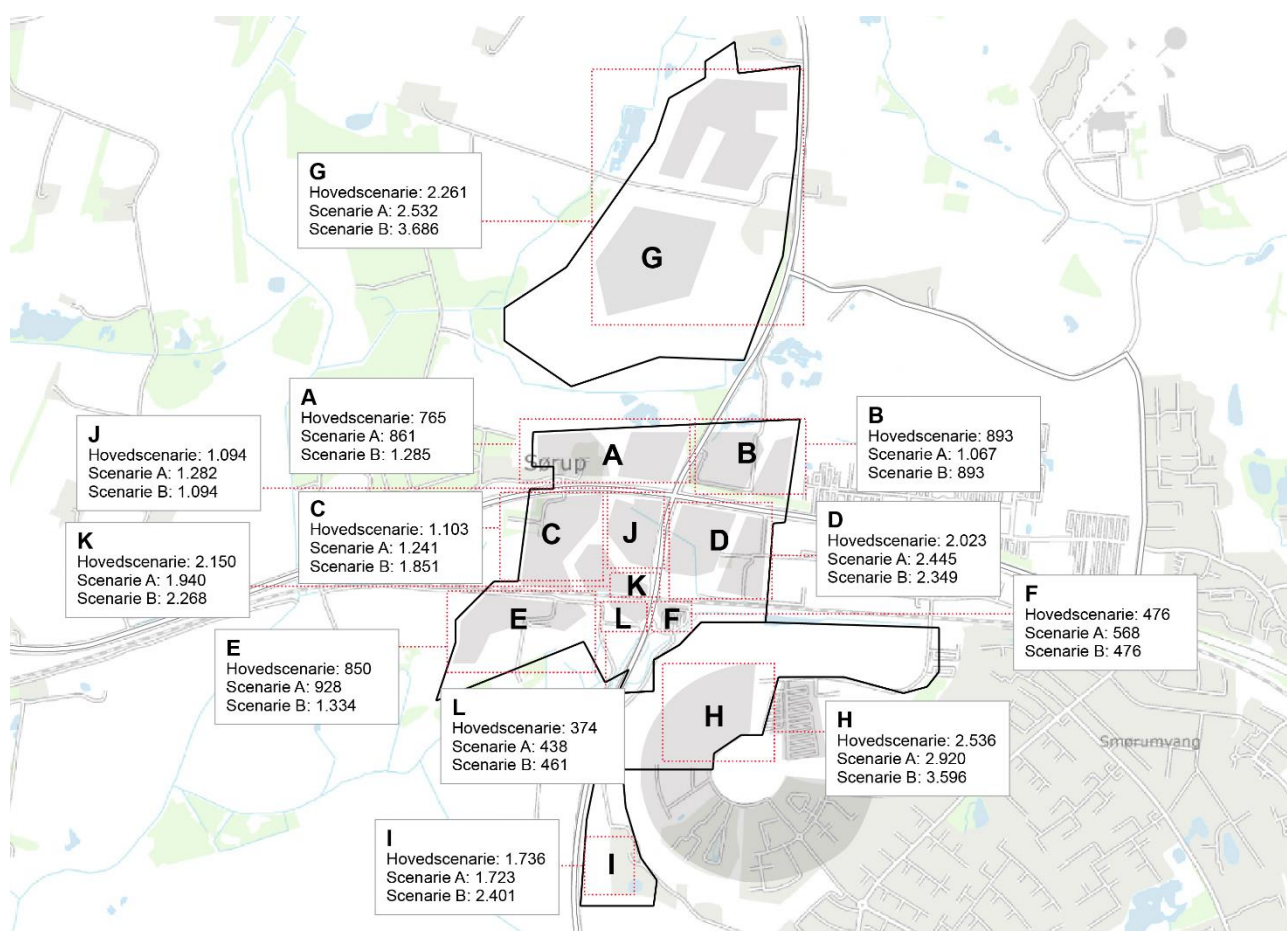 G
Hovedscenarie: 2.261
Scenarie A: 2.532
Scenarie B: 3.686
G
A
Hovedscenarie: 765
Scenarie A: 861
Scenarie B: 1.285
J
Hovedscenarie: 1.094
Scenarie A: 1.282
Scenarie B: 1.094
B
Hovedscenarie: 893
Scenarie A: 1.067
Scenarie B: 893
A
B
Sørup
C
Hovedscenarie: 1.103
Scenarie A: 1.241
Scenarie B: 1.851
C
J
D
D
Hovedscenarie: 2.023
Scenarie A: 2.445
Scenarie B: 2.349
K
Hovedscenarie: 2.150
Scenarie A: 1.940
Scenarie B: 2.268
K
E
L
F
F
Hovedscenarie: 476
Scenarie A: 568
Scenarie B: 476
E
Hovedscenarie: 850
Scenarie A: 928
Scenarie B: 1.334
L
Hovedscenarie: 374
Scenarie A: 438
Scenarie B: 461
H
H
Hovedscenarie: 2.536
Scenarie A: 2.920
Scenarie B: 3.596
Smørumvang
I
Hovedscenarie: 1.736
Scenarie A: 1.723
Scenarie B: 2.401
I